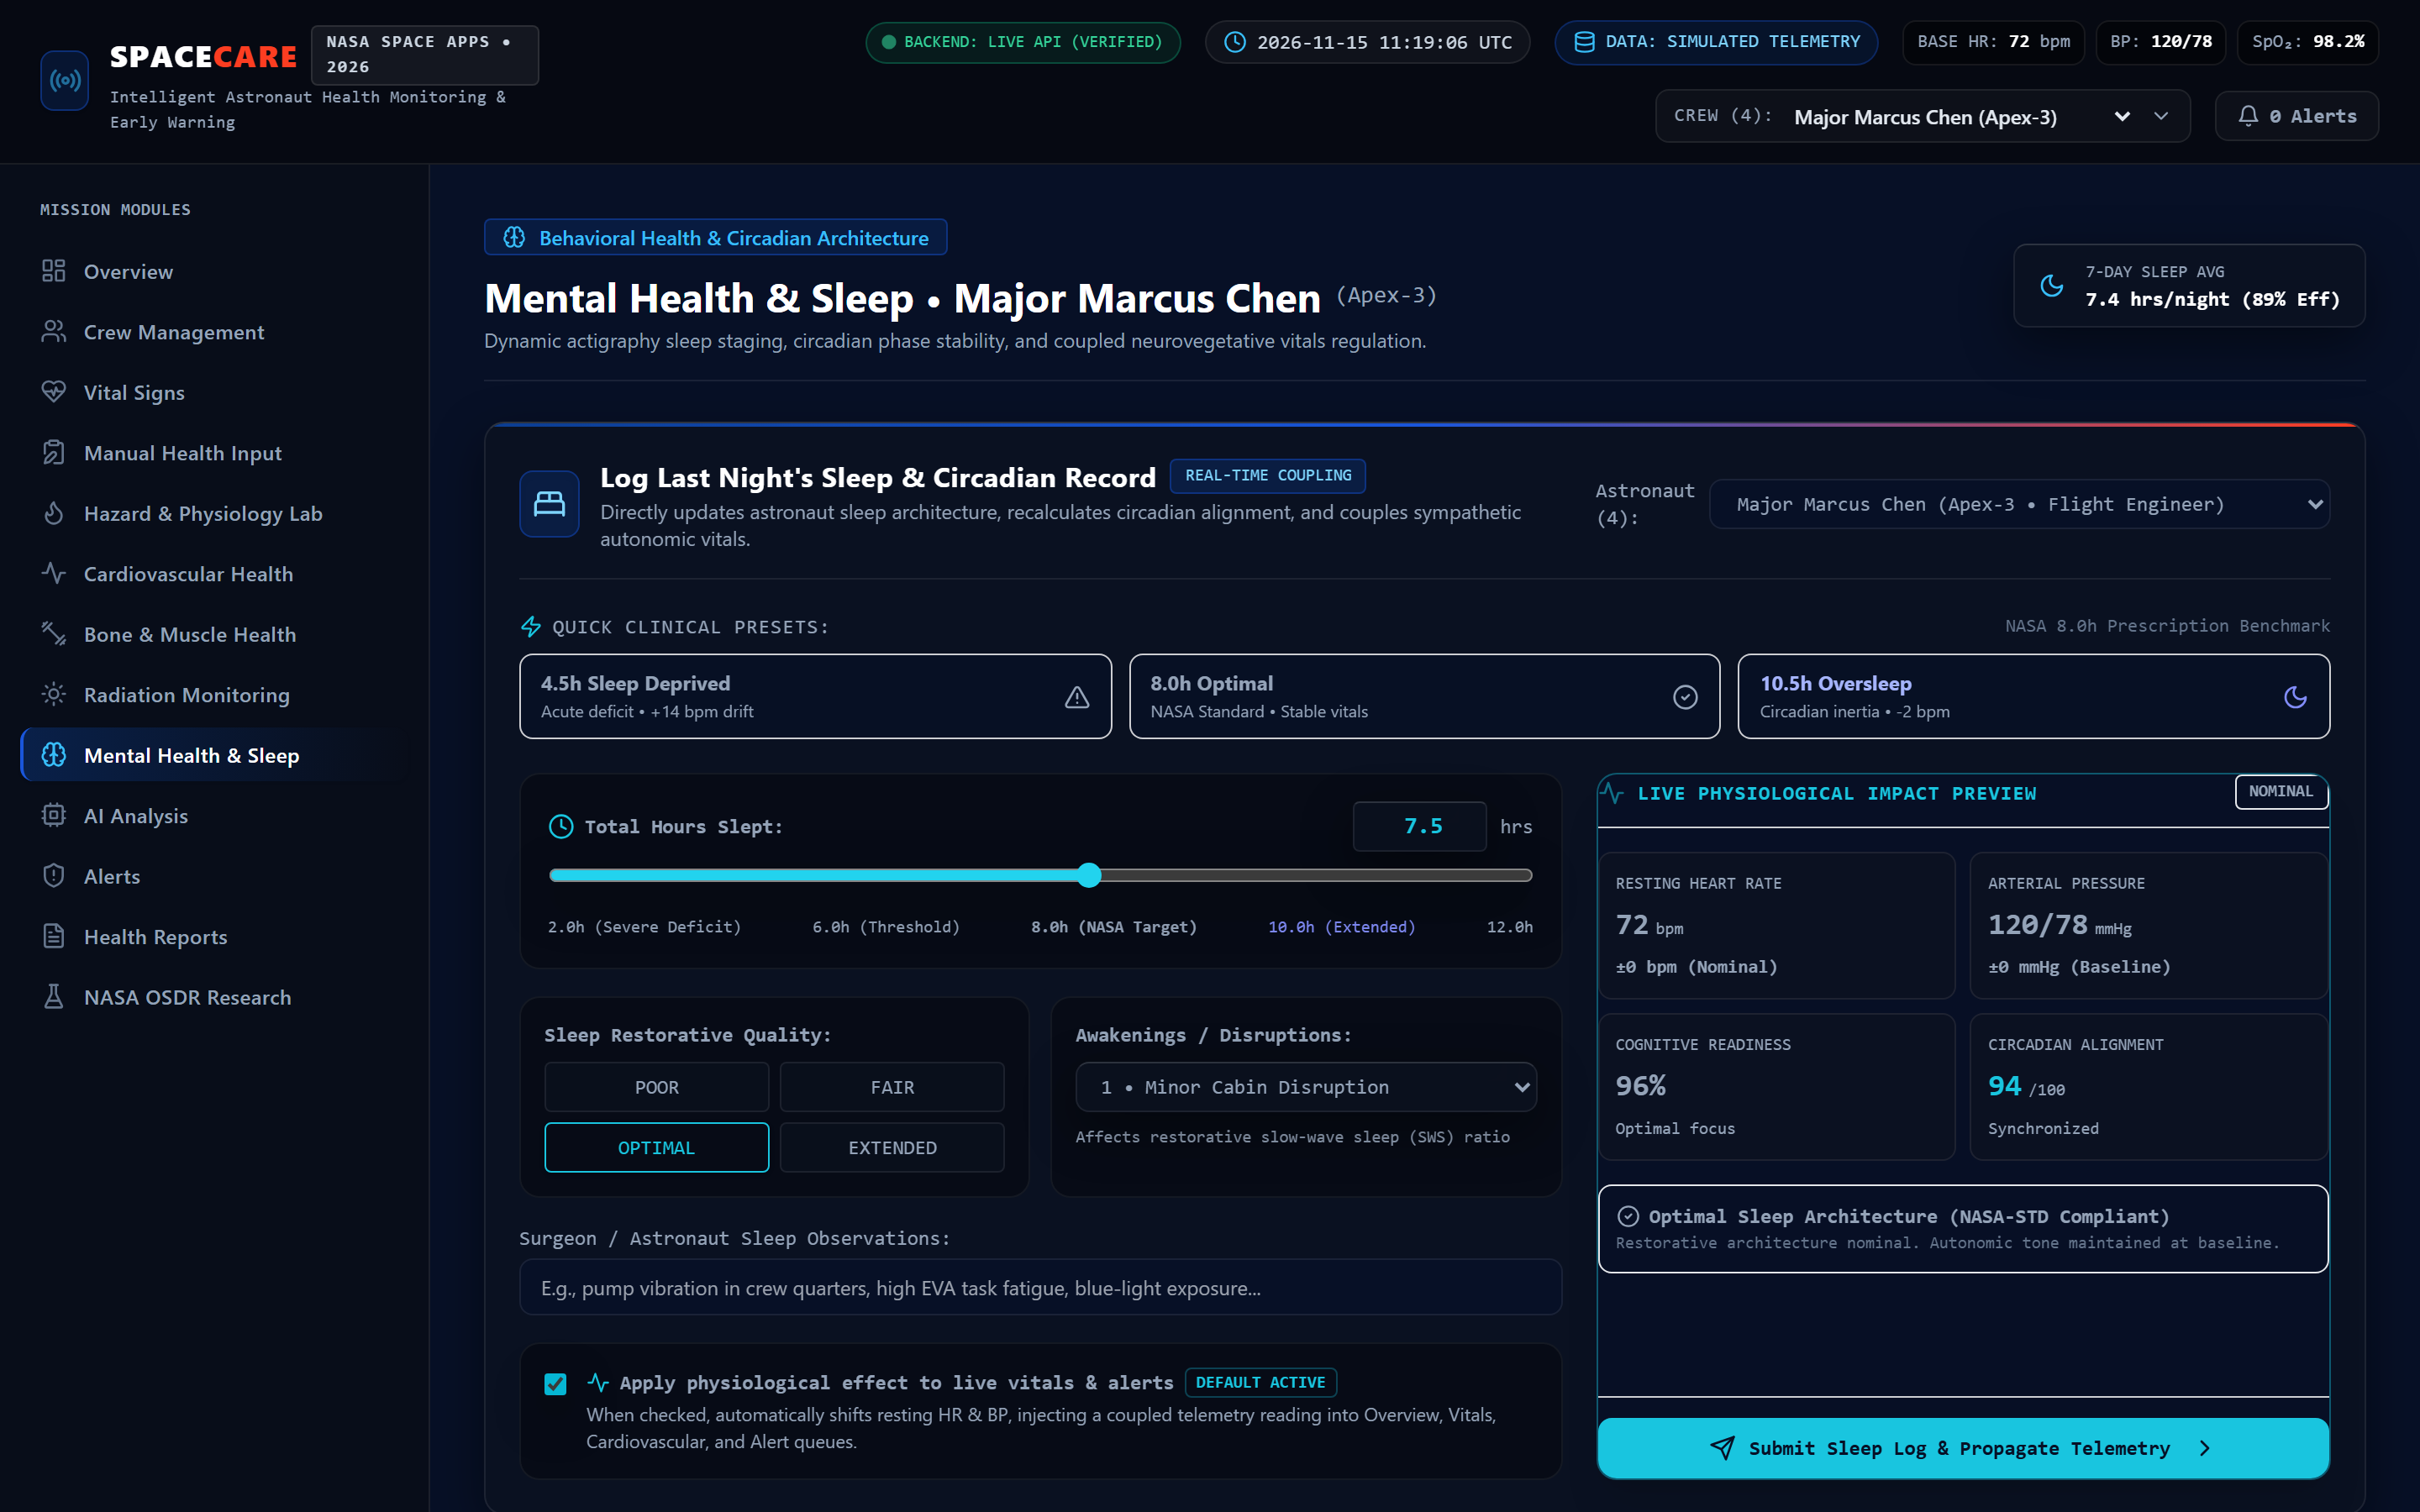 SPACECARE
NASA SPACE APPS •
2026
Intelligent Astronaut Health Monitoring &
Early Warning
BACKEND: LIVE API (VERIFIED)
2026-11-15 11:19:06 UTC
DATA: SIMULATED TELEMETRY
BASE HR: 72 bpm
BP: 120/78
SpO₂: 98.2%
CREW (4): Major Marcus Chen (Apex-3)
0 Alerts
MISSION MODULES
Overview
Crew Management
Vital Signs
Manual Health Input
Hazard & Physiology Lab
Cardiovascular Health
Bone & Muscle Health
Radiation Monitoring
Mental Health & Sleep
AI Analysis
Alerts
Health Reports
NASA OSDR Research
Behavioral Health & Circadian Architecture
Mental Health & Sleep • Major Marcus Chen (Apex-3)
Dynamic actigraphy sleep staging, circadian phase stability, and coupled neurovegetative vitals regulation.
7-DAY SLEEP AVG
7.4 hrs/night (89% Eff)
Log Last Night's Sleep & Circadian Record
REAL-TIME COUPLING
Directly updates astronaut sleep architecture, recalculates circadian alignment, and couples sympathetic
autonomic vitals.
Astronaut
(4):
Major Marcus Chen (Apex-3 • Flight Engineer)
QUICK CLINICAL PRESETS:
NASA 8.0h Prescription Benchmark
4.5h Sleep Deprived
Acute deficit • +14 bpm drift
8.0h Optimal
NASA Standard • Stable vitals
10.5h Oversleep
Circadian inertia • -2 bpm
Total Hours Slept:
7.5 hrs
2.0h (Severe Deficit)
6.0h (Threshold)
8.0h (NASA Target)
10.0h (Extended)
12.0h
Sleep Restorative Quality:
POOR
FAIR
OPTIMAL
EXTENDED
Awakenings / Disruptions:
1 • Minor Cabin Disruption
Affects restorative slow-wave sleep (SWS) ratio
Surgeon / Astronaut Sleep Observations:
E.g., pump vibration in crew quarters, high EVA task fatigue, blue-light exposure...
Apply physiological effect to live vitals & alerts
DEFAULT ACTIVE
When checked, automatically shifts resting HR & BP, injecting a coupled telemetry reading into Overview, Vitals,
Cardiovascular, and Alert queues.
LIVE PHYSIOLOGICAL IMPACT PREVIEW
NOMINAL
RESTING HEART RATE
72 bpm
±0 bpm (Nominal)
ARTERIAL PRESSURE
120/78 mmHg
±0 mmHg (Baseline)
COGNITIVE READINESS
96%
Optimal focus
CIRCADIAN ALIGNMENT
94 /100
Synchronized
Optimal Sleep Architecture (NASA-STD Compliant)
Restorative architecture nominal. Autonomic tone maintained at baseline.
Submit Sleep Log & Propagate Telemetry